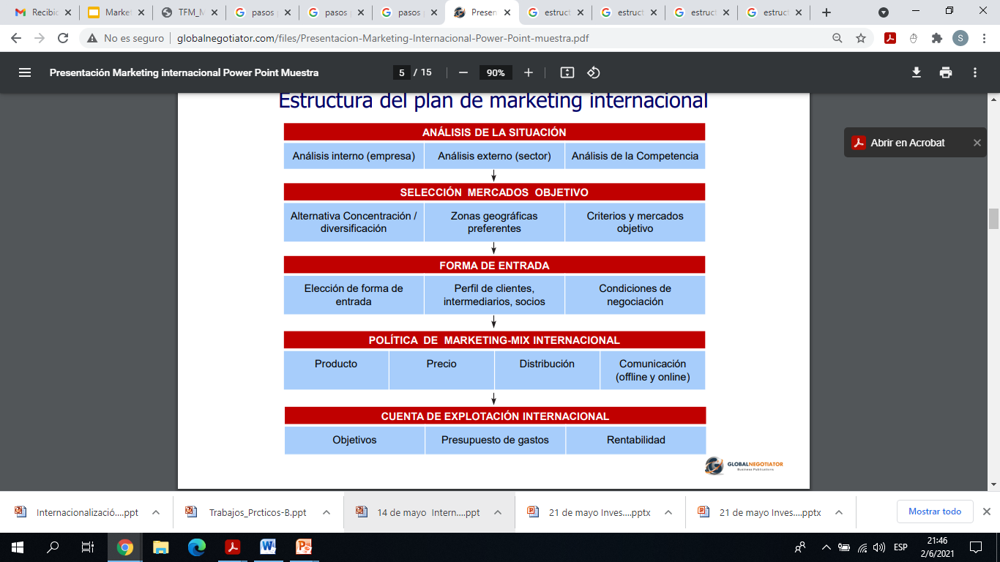 Recibic
Market
TFM_M
pasos p
pasos p
pasos p
Presen
estruct
estruct
estruct
estruct
No es seguro
globalnegotiator.com/files/Presentacion-Marketing-Internacional-Power-Point-muestra.pdf
S
Presentación Marketing internacional Power Point Muestra
5 / 15
90%
Estructura del plan de marketing internacional
ANÁLISIS DE LA SITUACIÓN
Análisis interno (empresa)
Análisis externo (sector)
Análisis de la Competencia
Abrir en Acrobat
SELECCIÓN MERCADOS OBJETIVO
Alternativa Concentración /
diversificación
Zonas geográficas
preferentes
Criterios y mercados
objetivo
FORMA DE ENTRADA
Elección de forma de
entrada
Perfil de clientes,
intermediarios, socios
Condiciones de
negociación
POLÍTICA DE MARKETING-MIX INTERNACIONAL
Producto
Precio
Distribución
Comunicación
(offline y online)
CUENTA DE EXPLOTACIÓN INTERNACIONAL
Objetivos
Presupuesto de gastos
Rentabilidad
GLOBALNEGOTIATOR
Business Publications
Internacionalizació....ppt
Trabajos_Prcticos-B.ppt
14 de mayo Intern....ppt
21 de mayo Inves....pptx
21 de mayo Inves....pptx
Mostrar todo
ESP
21:46
2/6/2021